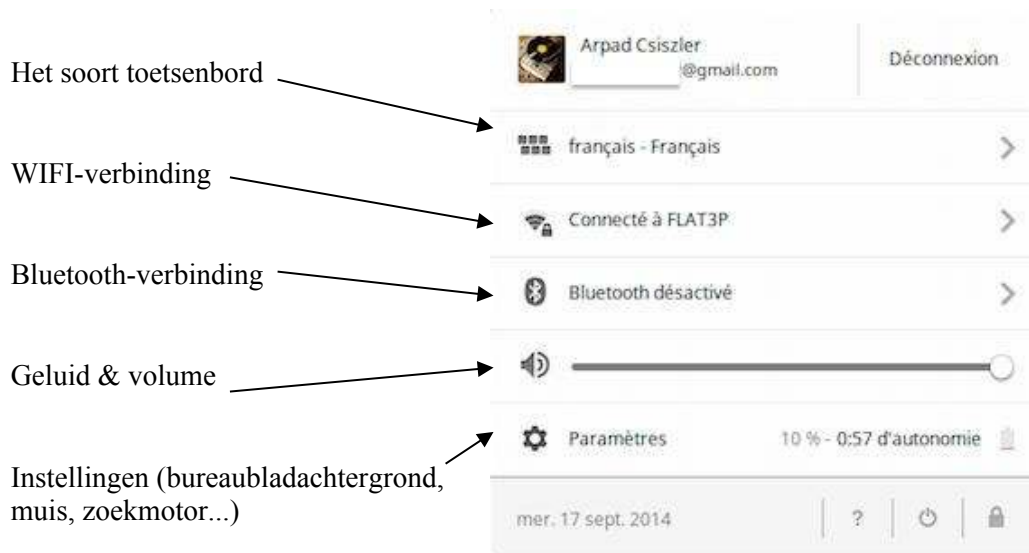 Het soort toetsenbord
WIFI-verbinding
Bluetooth-verbinding
Geluid & volume
Instellingen (bureaubladachtergrond,
muis, zoekmotor...)
Arpad Csiszler
@gmail.com
Déconnexion
français - Français
Connecté à FLAT3P
Bluetooth désactivé
Paramètres
10 % - 0:57 d'autonomie
mer. 17 sept. 2014
?